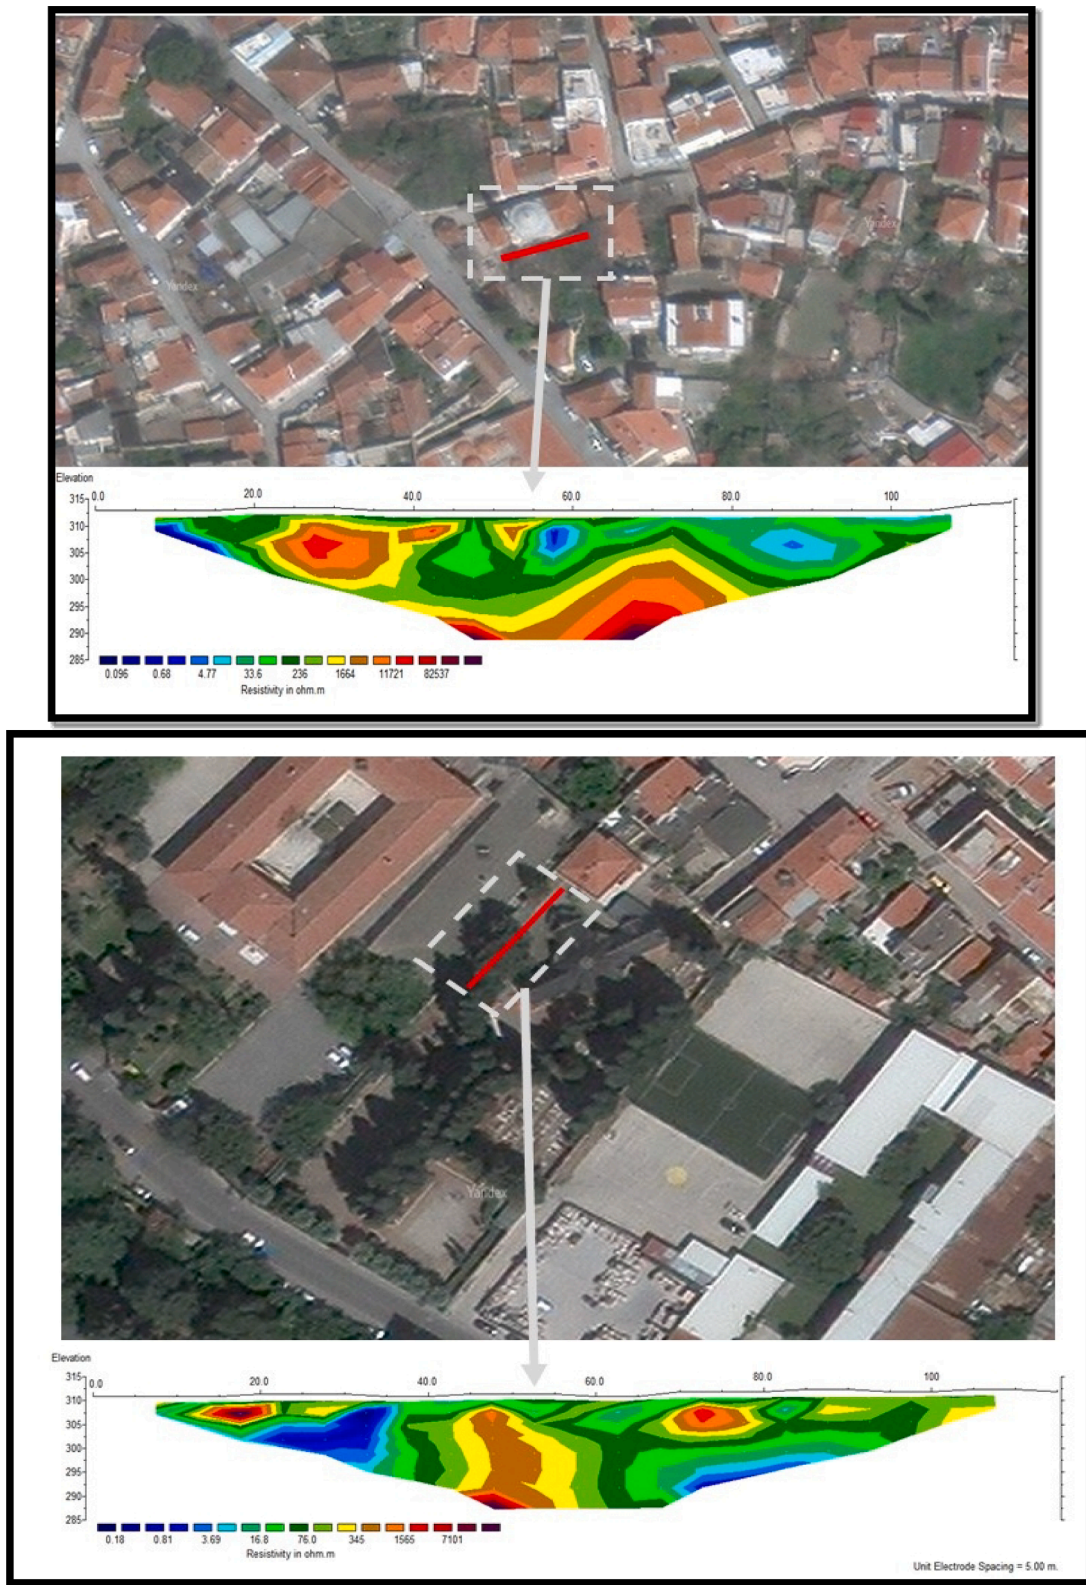 Yandex
Yandex
Elevation
0.0 20.0 40.0 60.0 80.0 100
315
310
305
300
295
290
285
0.096 0.68 4.77 33.6 236 1664 11721 82537
Resistivity in ohm.m
Yandex
Elevation
0.0 20.0 40.0 60.0 80.0 100
315
310
305
300
295
290
285
0.18 0.81 3.69 16.8 76.0 345 1565 7101
Resistivity in ohm.m
Unit Electrode Spacing = 5.00 m.